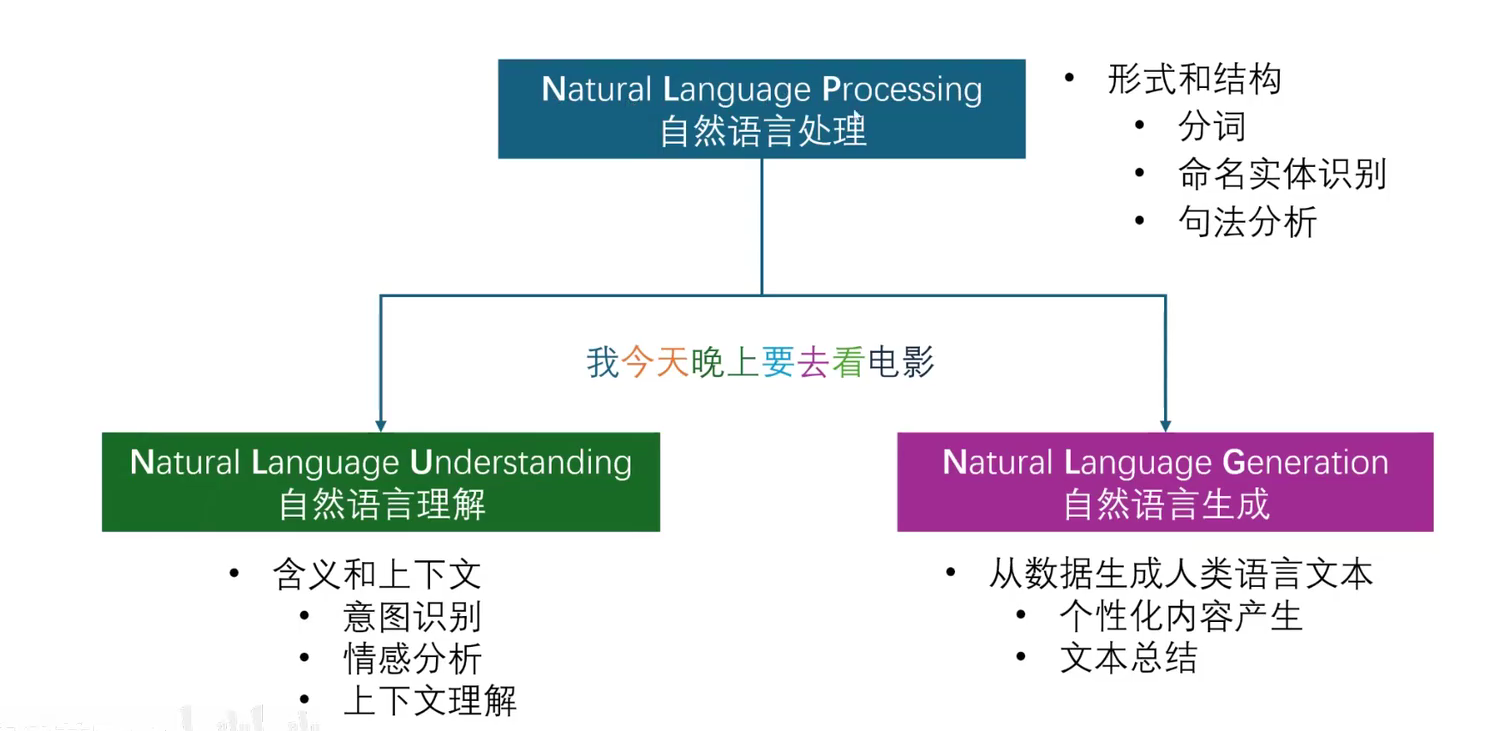 Natural Language Processing
自然语言处理
• 形式和结构
• 分词
• 命名实体识别
• 句法分析
我今天晚上要去看电影
Natural Language Understanding
自然语言理解
• 含义和上下文
• 意图识别
• 情感分析
• 上下文理解
Natural Language Generation
自然语言生成
• 从数据生成人类语言文本
• 个性化内容产生
• 文本总结